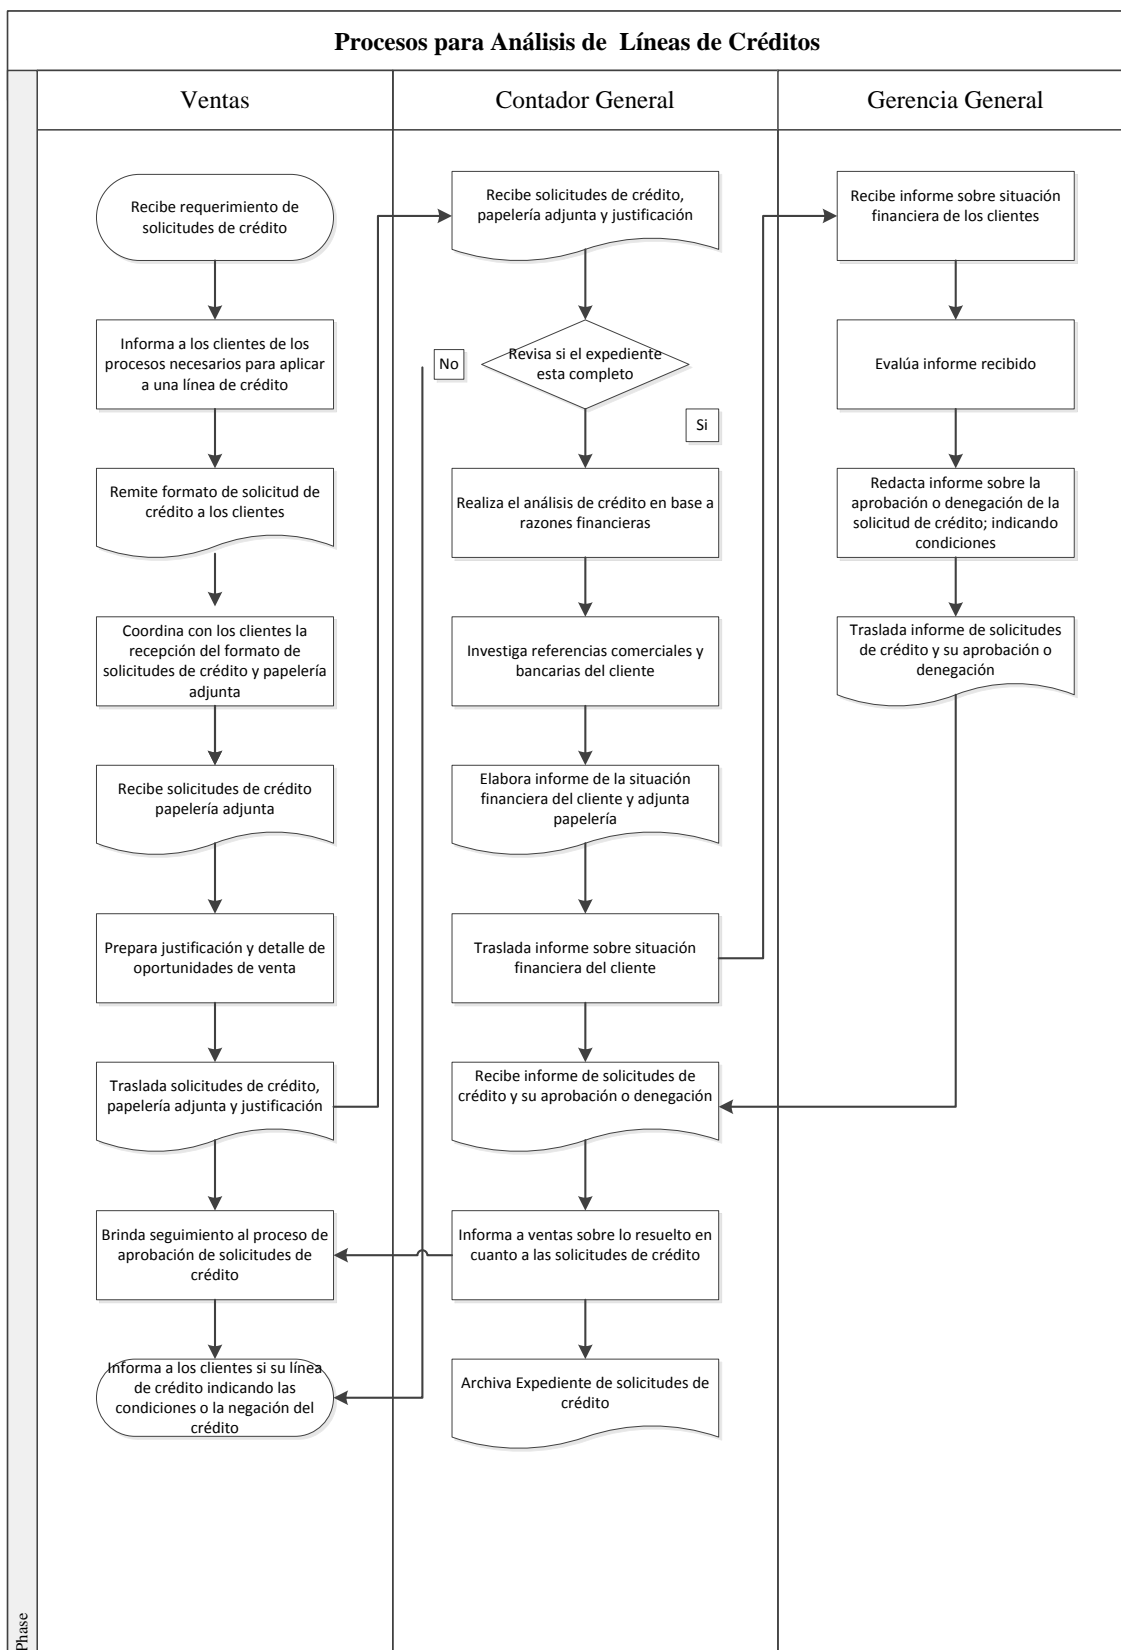 Procesos para Análisis de  Líneas de Créditos
Ventas
Contador General
Gerencia General
Recibe requerimiento de
solicitudes de crédito
Informa a los clientes de los
procesos necesarios para aplicar
a una línea de crédito
Remite formato de solicitud de
crédito a los clientes
Coordina con los clientes la
recepción del formato de
solicitudes de crédito y papelería
adjunta
Recibe solicitudes de crédito
papelería adjunta
Prepara justificación y detalle de
oportunidades de venta
Traslada solicitudes de crédito,
papelería adjunta y justificación
Brinda seguimiento al proceso de
aprobación de solicitudes de
crédito
Informa a los clientes si su línea
de crédito indicando las
condiciones o la negación del
crédito
Recibe solicitudes de crédito,
papelería adjunta y justificación
Revisa si el expediente
esta completo
No
Si
Realiza el análisis de crédito en base a
razones financieras
Investiga referencias comerciales y
bancarias del cliente
Elabora informe de la situación
financiera del cliente y adjunta
papelería
Traslada informe sobre situación
financiera del cliente
Recibe informe de solicitudes de
crédito y su aprobación o denegación
Informa a ventas sobre lo resuelto en
cuanto a las solicitudes de crédito
Archiva Expediente de solicitudes de
crédito
Recibe informe sobre situación
financiera de los clientes
Evalúa informe recibido
Redacta informe sobre la
aprobación o denegación de la
solicitud de crédito; indicando
condiciones
Traslada informe de solicitudes
de crédito y su aprobación o
denegación
Phase